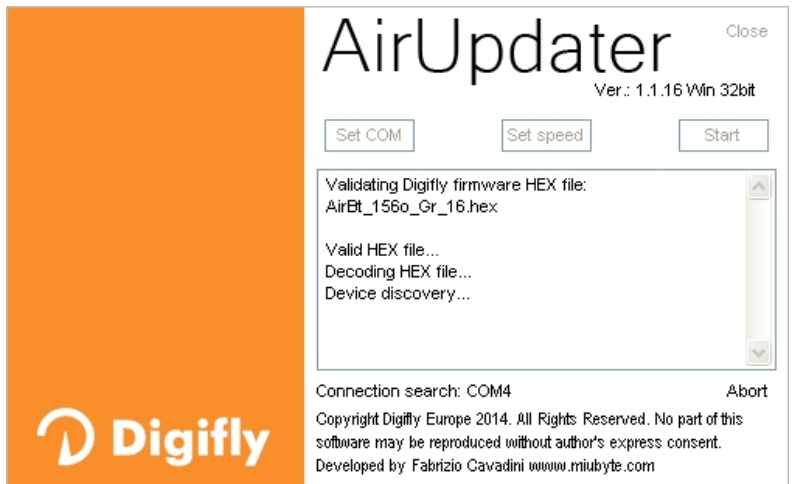 AirUpdater
Close
Ver.: 1.1.16 Win 32bit
Set COM
Set speed
Start
Validating Digifly firmware HEX file:
AirBt_156o_Gr_16.hex
Valid HEX file...
Decoding HEX file...
Device discovery...
Connection search: COM4
Abort
Copyright Digifly Europe 2014. All Rights Reserved. No part of this
software may be reproduced without author's express consent.
Developed by Fabrizio Cavadini www.miubyte.com
Digifly